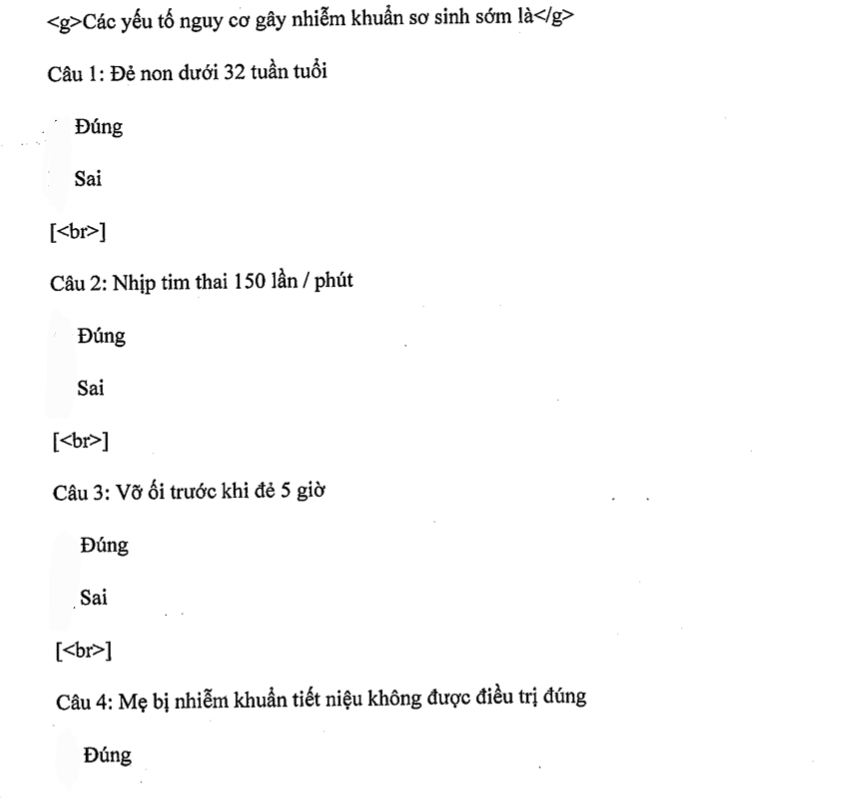 <g>Các yếu tố nguy cơ gây nhiễm khuẩn sơ sinh sớm là</g>
Câu 1: Đẻ non dưới 32 tuần tuổi
Đúng
Sai
[<br>]
Câu 2: Nhịp tim thai 150 lần / phút
Đúng
Sai
[<br>]
Câu 3: Vỡ ối trước khi đẻ 5 giờ
Đúng
Sai
[<br>]
Câu 4: Mẹ bị nhiễm khuẩn tiết niệu không được điều trị đúng
Đúng